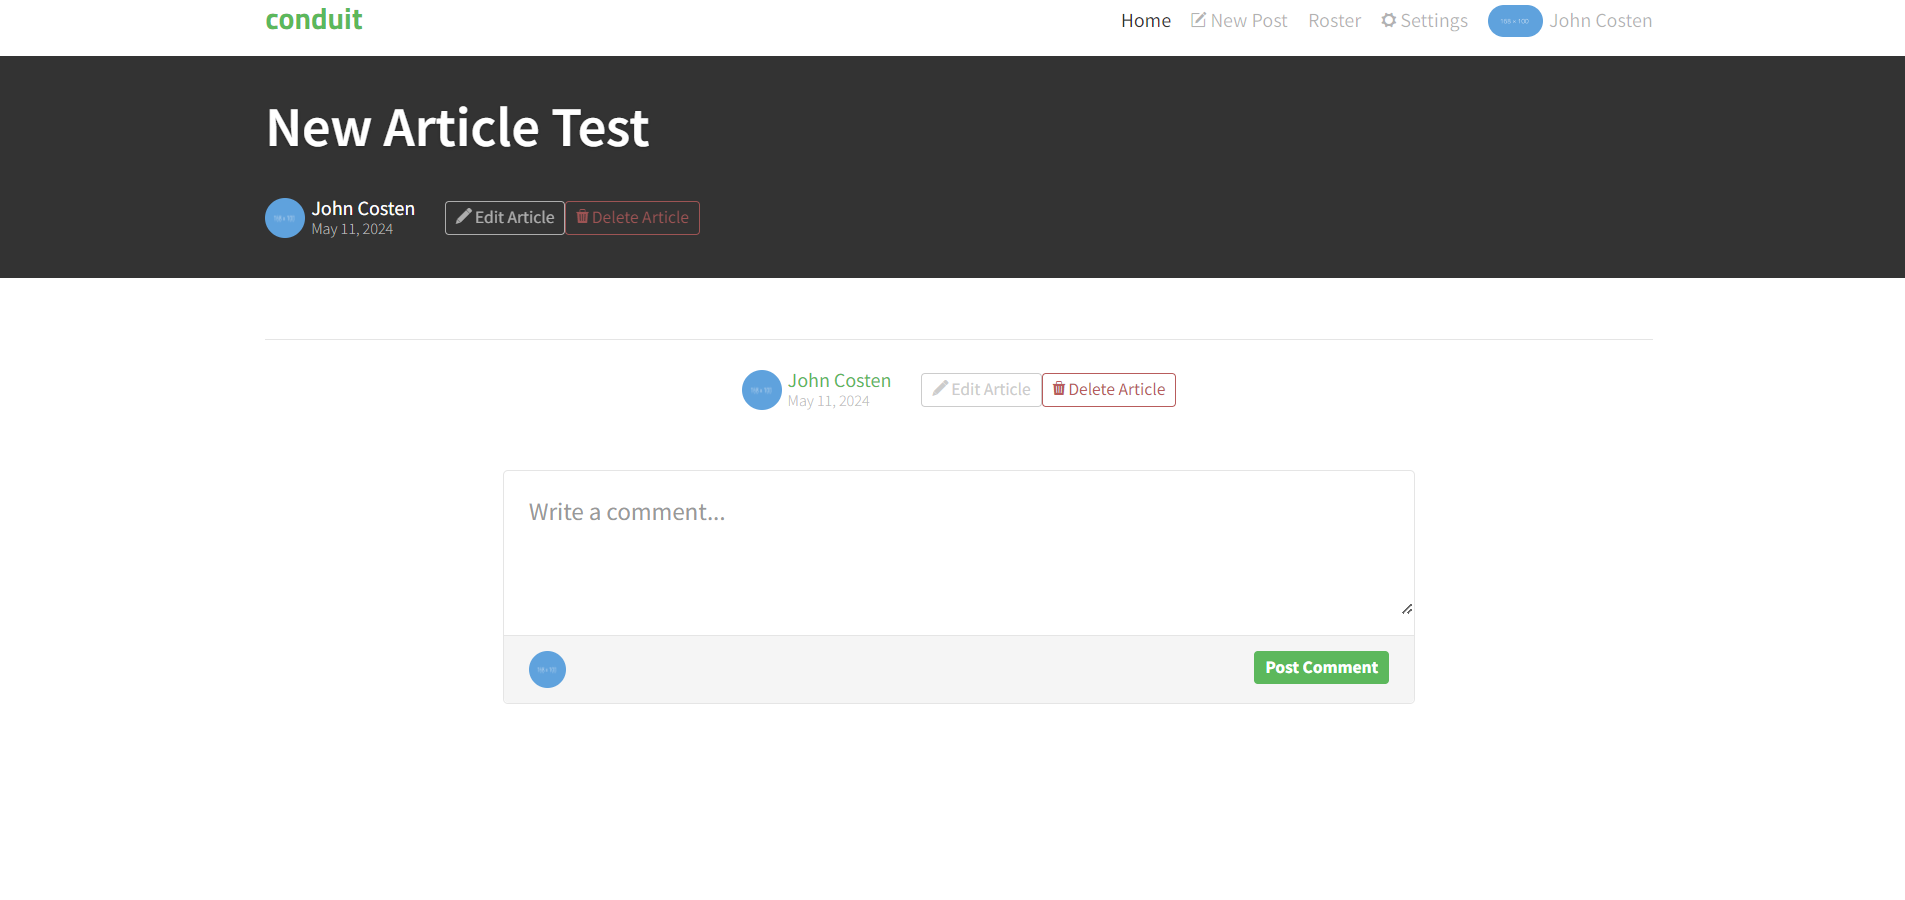 conduit
Home New Post Roster Settings John Costen
New Article Test
John Costen
May 11, 2024
Edit Article Delete Article
John Costen
May 11, 2024
Edit Article Delete Article
Write a comment...
Post Comment